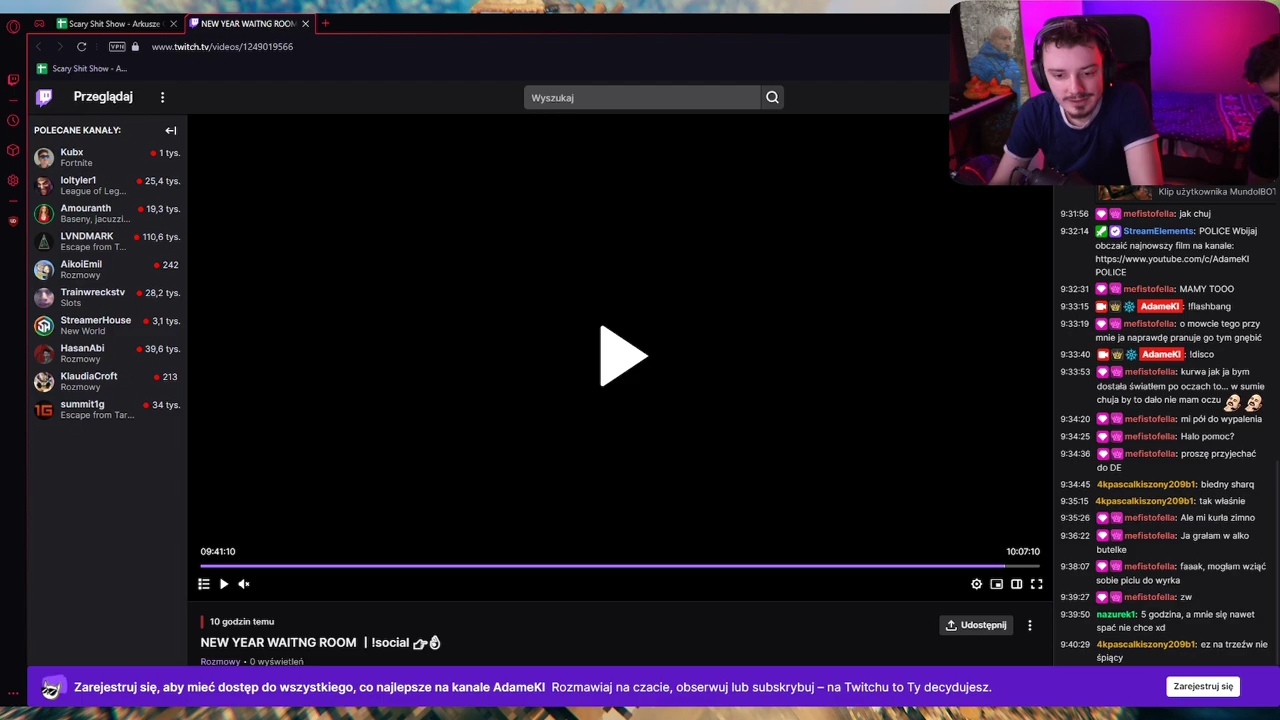 Scary Shit Show - Arkusze
NEW YEAR WAITNG ROOM
VPN
www.twitch.tv/videos/1249019566
Scary Shit Show - A...
Przeglądaj
Wyszukaj
POLECANE KANAŁY:
Kubx
1 tys.
Fortnite
loltyler1
25,4 tys.
League of Leg...
Amouranth
19,3 tys.
Baseny, jacuzzi...
LVNDMARK
110,6 tys.
Escape from T...
AikoiEmil
242
Rozmowy
Trainwreckstv
28,2 tys.
Slots
StreamerHouse
3,1 tys.
New World
HasanAbi
39,6 tys.
Rozmowy
KlaudiaCroft
213
Rozmowy
summit1g
34 tys.
Escape from Tar...
09:41:10
10:07:10
10 godzin temu
Udostępnij
NEW YEAR WAITNG ROOM | !social
Rozmowy • 0 wyświetleń
Klip użytkownika MundolBOT
9:31:56 mefistofella: jak chuj
9:32:14 StreamElements: POLICE Wbijaj
obczaić najnowszy film na kanale:
https://www.youtube.com/c/AdameKI
POLICE
9:32:31 mefistofella: MAMY TOOO
9:33:15 AdameKI : !flashbang
9:33:19 mefistofella: o mowcie tego przy
mnie ja naprawdę pranuje go tym gnębić
9:33:40 AdameKI : !disco
9:33:53 mefistofella: kurwa jak ja bym
dostała światłem po oczach to... w sumie
chuja by to dało nie mam oczu
9:34:20 mefistofella: mi pół do wypalenia
9:34:25 mefistofella: Halo pomoc?
9:34:36 mefistofella: proszę przyjechać
do DE
9:34:45 4kpascalkiszony209b1: biedny sharq
9:35:15 4kpascalkiszony209b1: tak właśnie
9:35:26 mefistofella: Ale mi kurła zimno
9:36:22 mefistofella: Ja grałam w alko
butelke
9:38:07 mefistofella: faaak, mogłam wziąć
sobie piciu do wyrka
9:39:27 mefistofella: zw
9:39:50 nazurek1: 5 godzina, a mnie się nawet
spać nie chce xd
9:40:29 4kpascalkiszony209b1: ez na trzeźw nie
śpiący
Zarejestruj się, aby mieć dostęp do wszystkiego, co najlepsze na kanale AdameKI Rozmawiaj na czacie, obserwuj lub subskrybuj – na Twitchu to Ty decydujesz.
Zarejestruj się